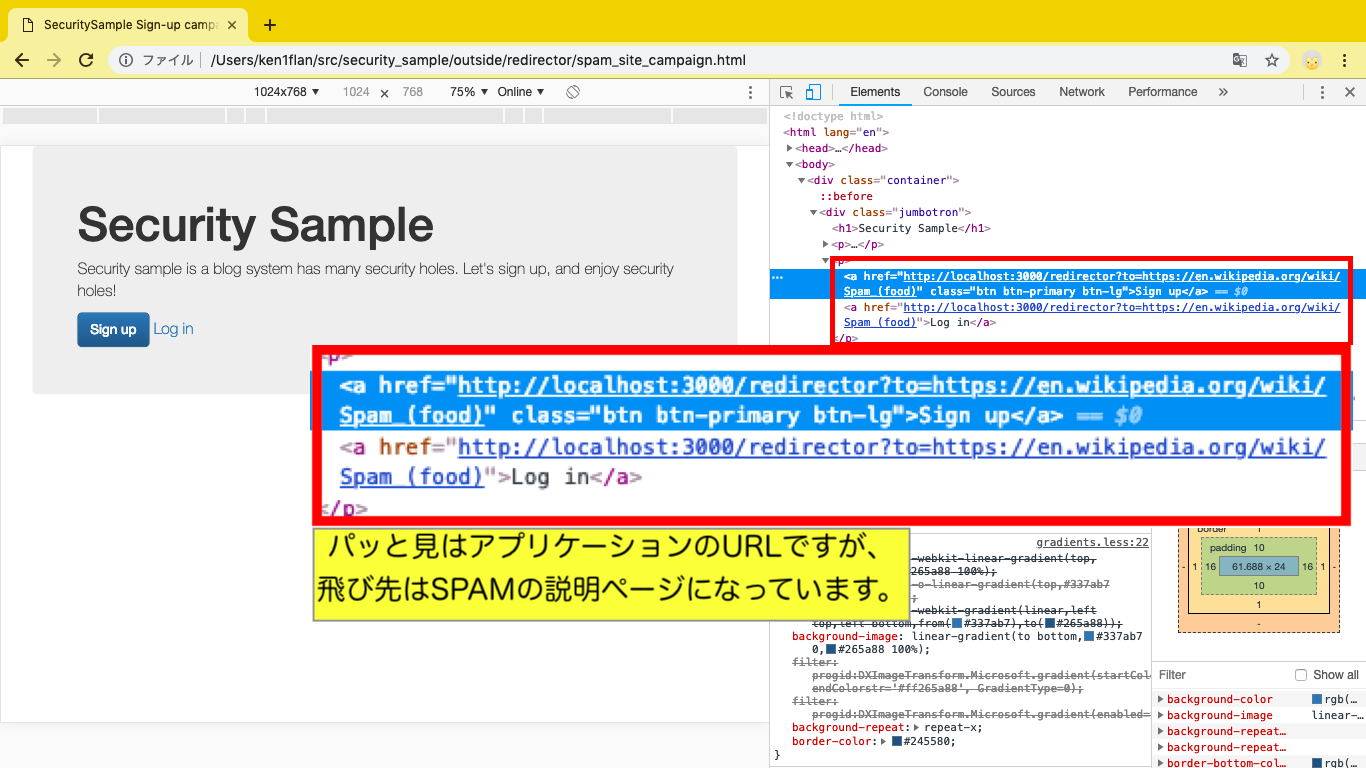 SecuritySample Sign-up campa
ファイル | /Users/ken1flan/src/security_sample/outside/redirector/spam_site_campaign.html
1024x768 ▼ 1024 × 768 75% ▼ Online ▼
Elements Console Sources Network Performance »
Security Sample
Security sample is a blog system has many security holes. Let's sign up, and enjoy security
holes!
Sign up Log in
<!doctype html>
<html lang="en">
▶<head>…</head>
▼<body>
▼<div class="container">
::before
▼<div class="jumbotron">
<h1>Security Sample</h1>
▶<p>…</p>
▼<p>
… <a href="http://localhost:3000/redirector?to=https://en.wikipedia.org/wiki/
Spam_(food)" class="btn btn-primary btn-lg">Sign up</a> == $0
<a href="http://localhost:3000/redirector?to=https://en.wikipedia.org/wiki/
Spam_(food)">Log in</a>
</p>
<p>
<a href="http://localhost:3000/redirector?to=https://en.wikipedia.org/wiki/
Spam_(food)" class="btn btn-primary btn-lg">Sign up</a> == $0
<a href="http://localhost:3000/redirector?to=https://en.wikipedia.org/wiki/
Spam_(food)">Log in</a>
</p>
パッと見はアプリケーションのURLですが、
飛び先はSPAMの説明ページになっています。
gradients.less:22
-webkit-linear-gradient(top,
#265a88 100%);
-o-linear-gradient(top,#337ab7
;
-webkit-gradient(linear,left
top,left bottom,from(#337ab7),to(#265a88));
background-image: linear-gradient(to bottom,#337ab7
0,#265a88 100%);
filter:
progid:DXImageTransform.Microsoft.gradient(startCol
endColorstr='#ff265a88', GradientType=0);
filter:
progid:DXImageTransform.Microsoft.gradient(enabled=
background-repeat:▶ repeat-x;
border-color:▶ #245580;
}
border 1
padding 10
- 1 16 61.688 × 24 16 1 -
10
1
-
Filter Show all
▶background-color rgb(…
▶background-image linear-…
▶background-repeat…
▶background-repeat…
▶border-bottom-col… rgb(…